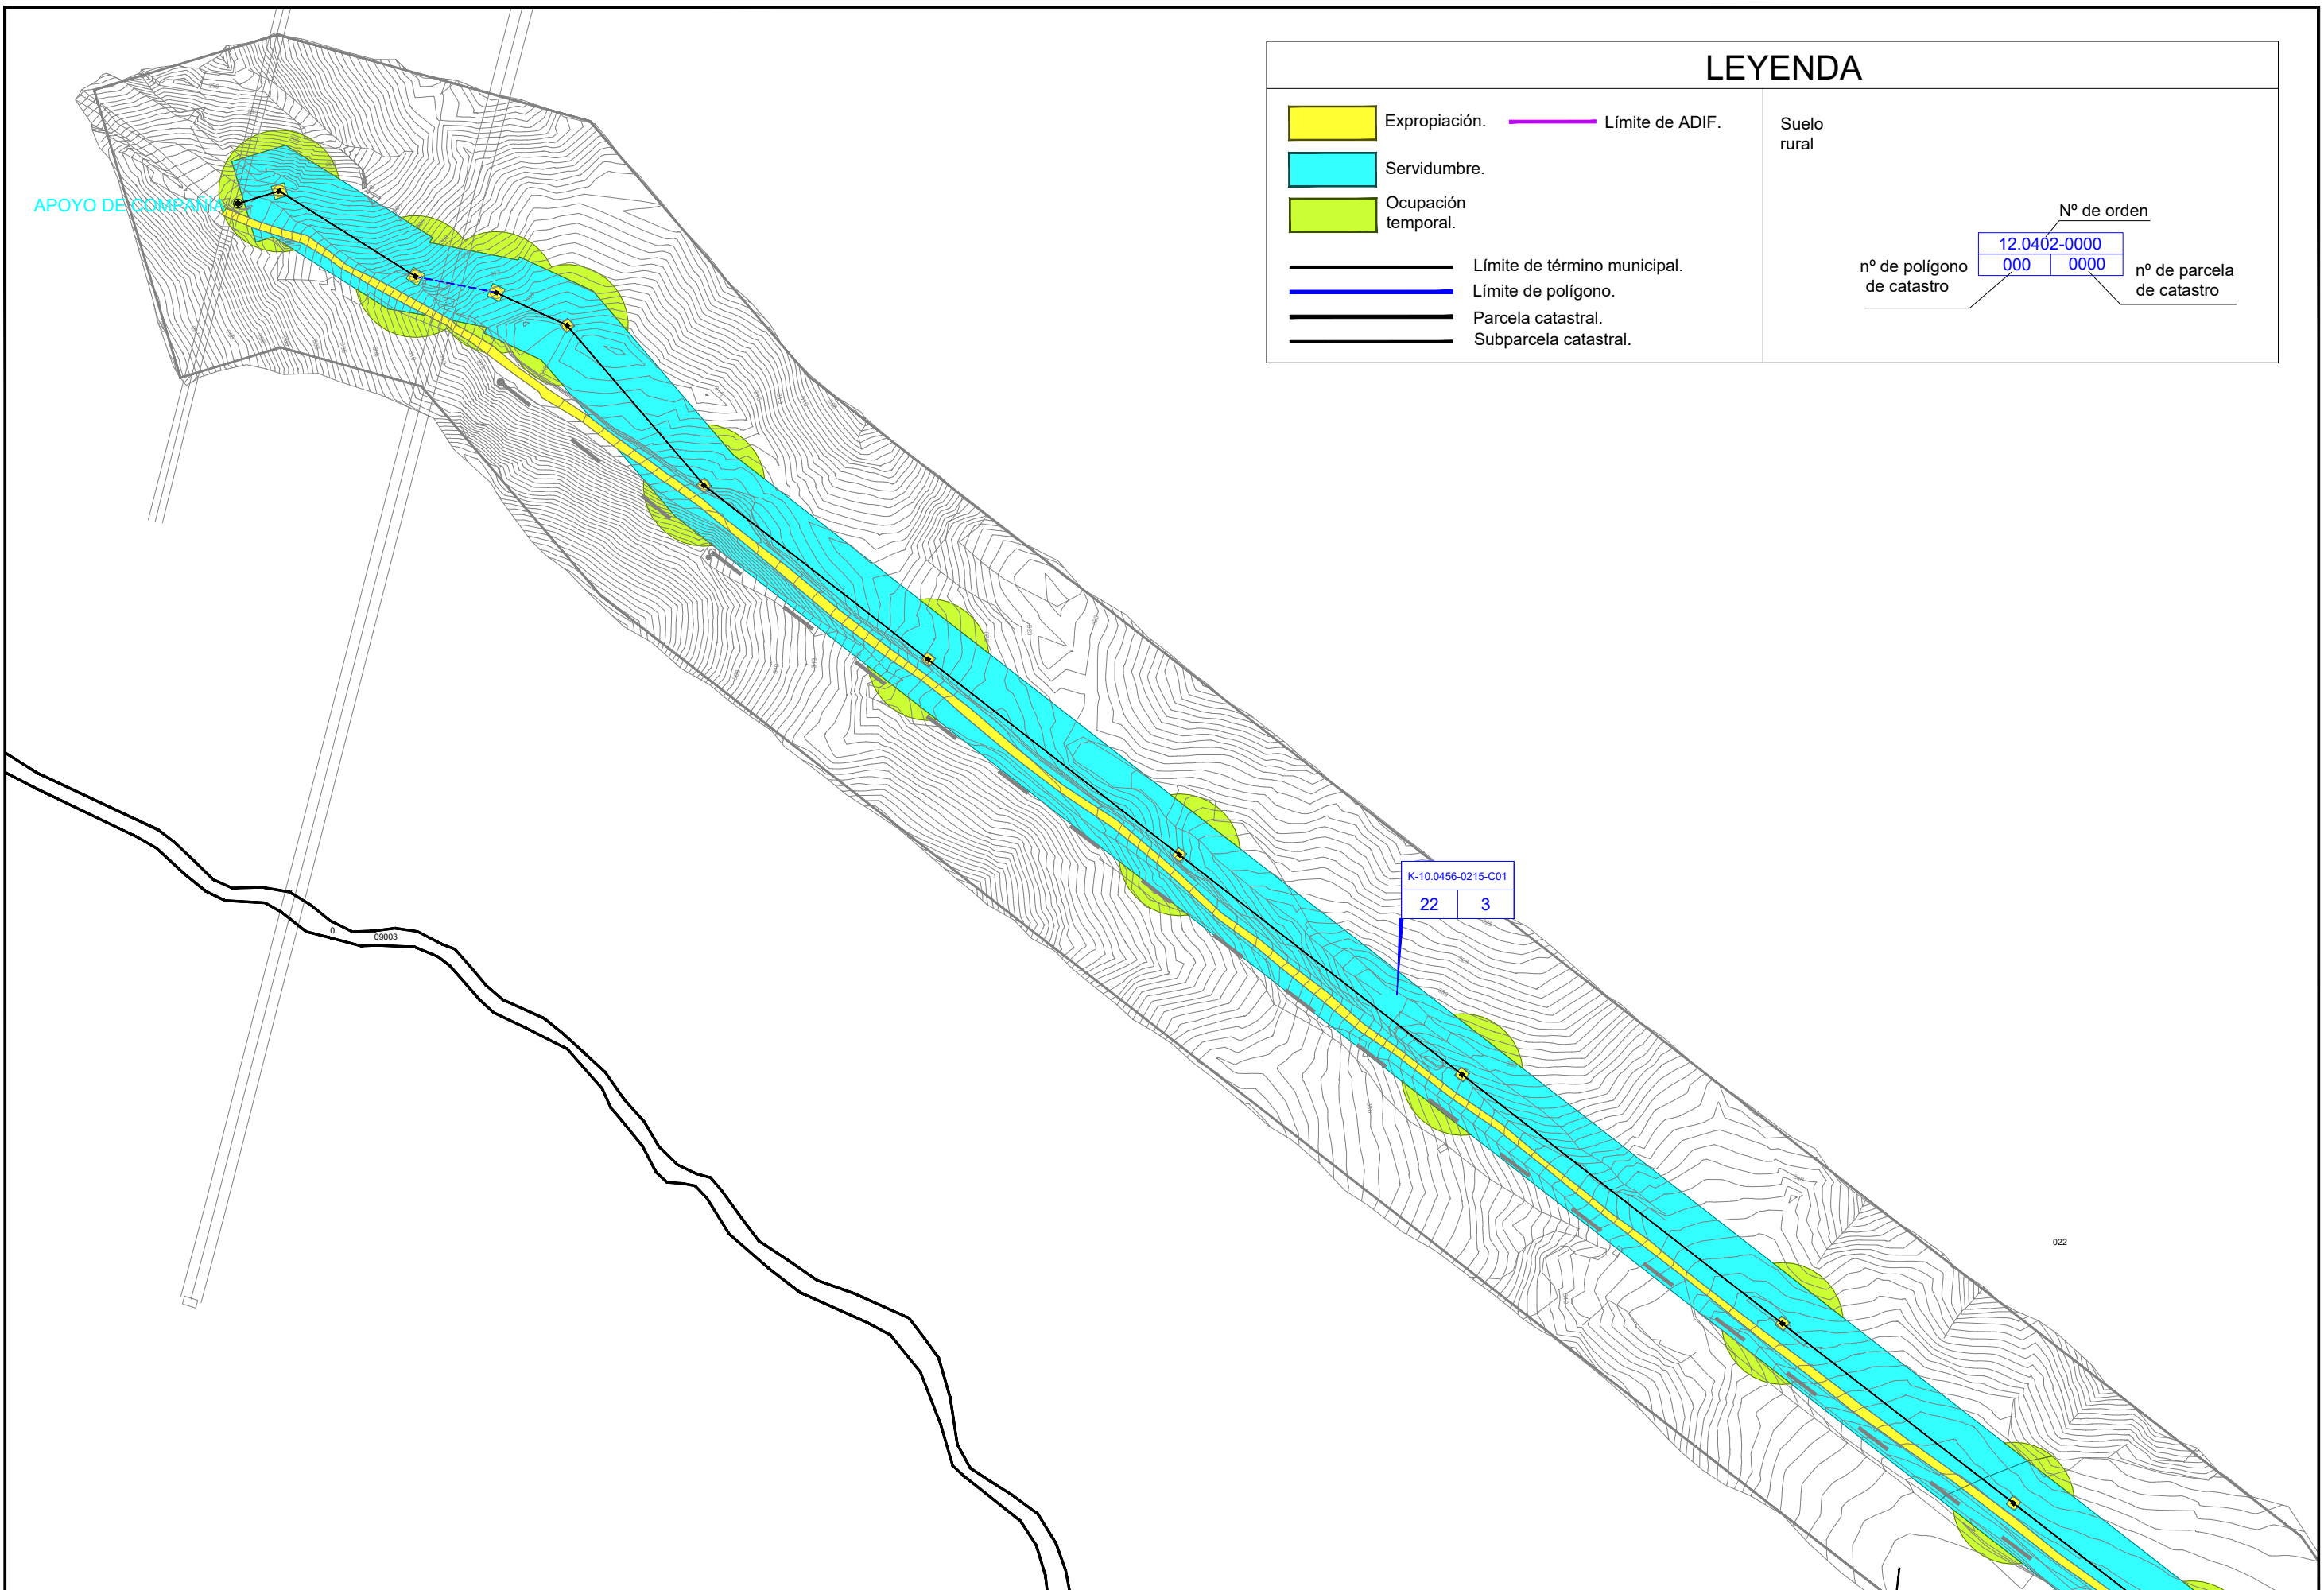 LEYENDA
Expropiación.
Límite de ADIF.
Servidumbre.
Ocupación
temporal.
Límite de término municipal.
Límite de polígono.
Parcela catastral.
Subparcela catastral.
Suelo
rural
Nº de orden
12.0402-0000
000 0000
nº de polígono
de catastro
nº de parcela
de catastro
APOYO DE COMPAÑIA
K-10.0456-0215-C01
22 3
0
09003
022